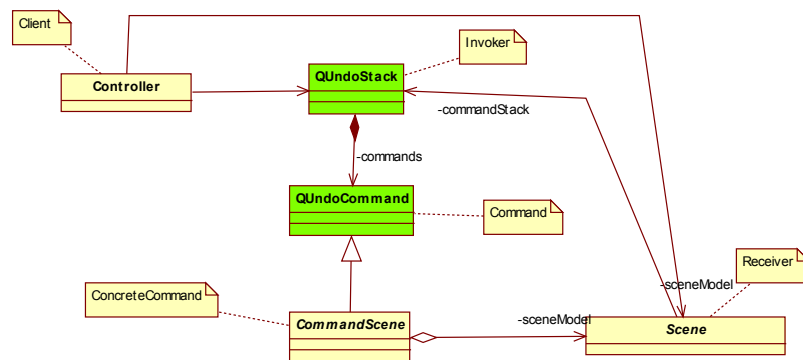 Client
Invoker
Controller
QUndoStack
-commandStack
-commands
QUndoCommand
Command
Receiver
ConcreteCommand
-sceneModel
CommandScene
-sceneModel
Scene